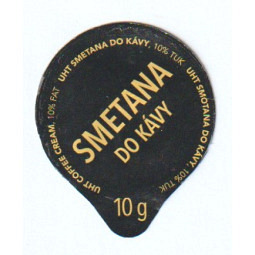 UHT COFFEE CREAM, 10% FAT
UHT SMETANA DO KÁVY, 10% TUK
UHT SMOTANA DO KÁVY, 10% TUK
SMETANA
DO KÁVY
10 g